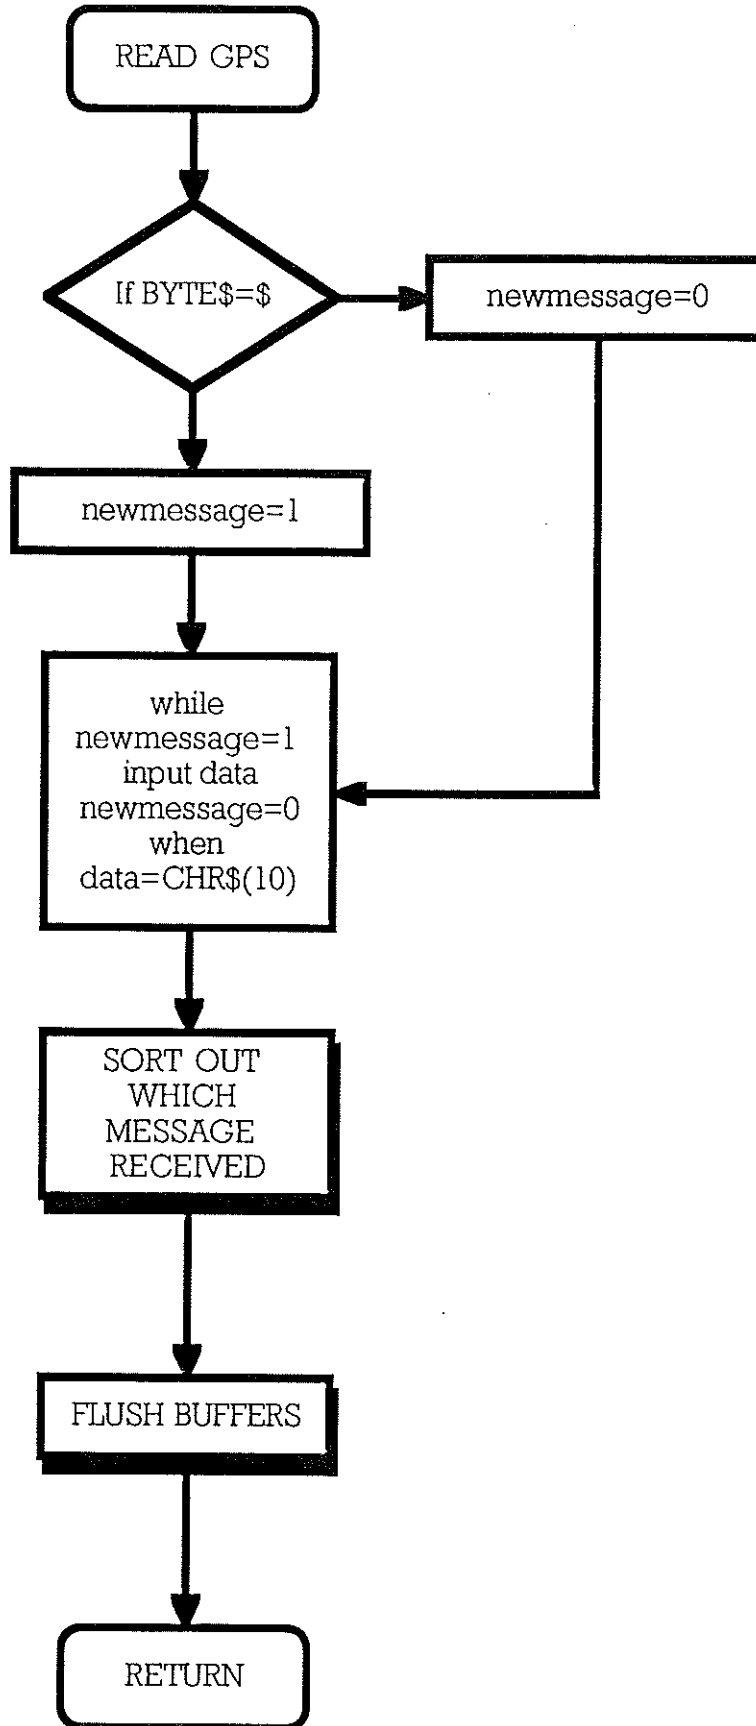 READ GPS
If BYTE$=$
newmessage=0
newmessage=1
while
newmessage=1
input data
newmessage=0
when
data=CHR$(10)
SORT OUT
WHICH
MESSAGE
RECEIVED
FLUSH BUFFERS
RETURN